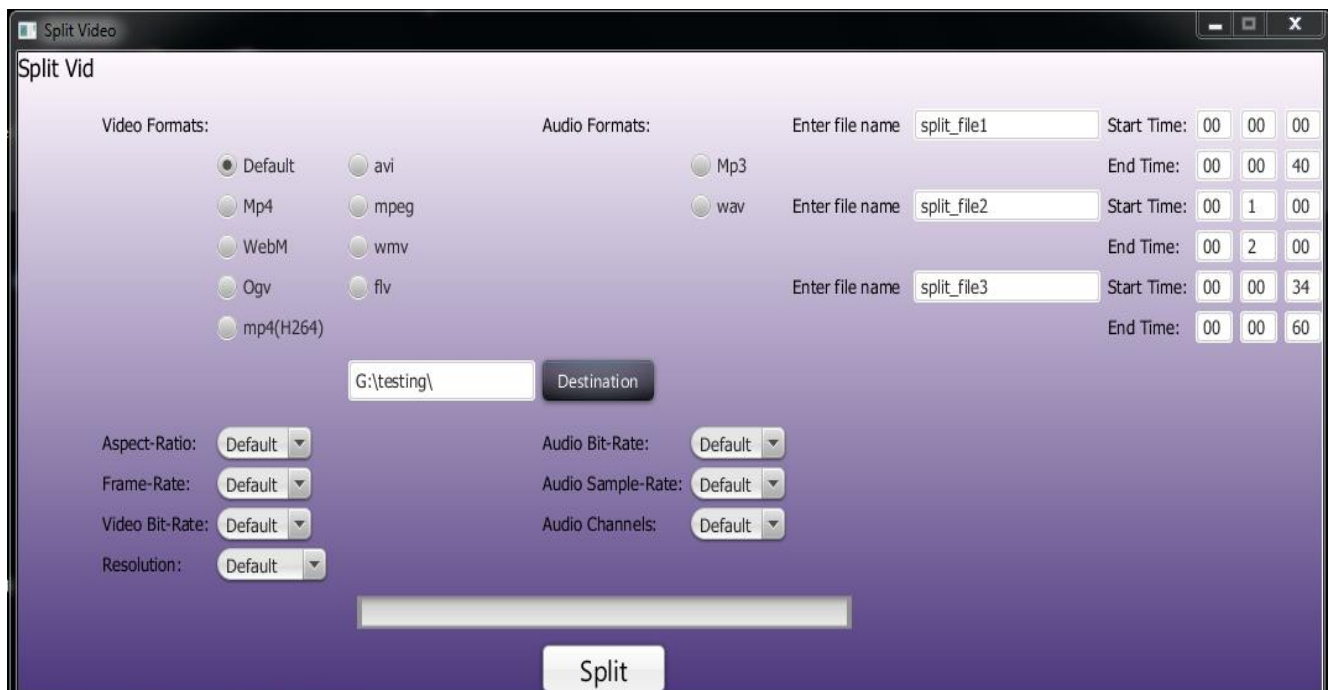 Split Video
Split Vid
Video Formats: Audio Formats: Enter file name split_file1 Start Time: 00 00 00
Default avi Mp3 End Time: 00 00 40
Mp4 mpeg wav Enter file name split_file2 Start Time: 00 1 00
WebM wmv End Time: 00 2 00
Ogv flv Enter file name split_file3 Start Time: 00 00 34
mp4(H264) End Time: 00 00 60
G:\testing\ Destination
Aspect-Ratio: Default Audio Bit-Rate: Default
Frame-Rate: Default Audio Sample-Rate: Default
Video Bit-Rate: Default Audio Channels: Default
Resolution: Default
Split